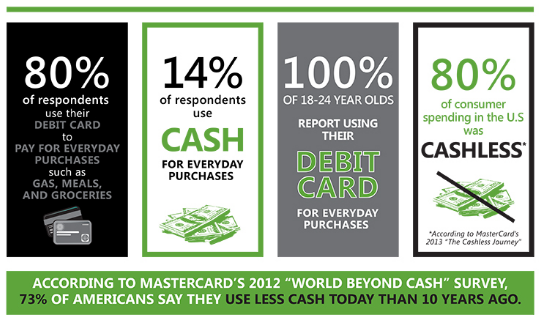 80%
of respondents
use their
DEBIT CARD
to
PAY FOR EVERYDAY
PURCHASES
such as
GAS, MEALS,
AND GROCERIES
14%
of respondents
use
CASH
FOR EVERYDAY
PURCHASES
100%
OF 18-24 YEAR OLDS
REPORT USING
THEIR
DEBIT
CARD
FOR EVERYDAY
PURCHASES
80%
of consumer
spending in the U.S
was
CASHLESS*
*According to MasterCard's
2013 "The Cashless Journey"
ACCORDING TO MASTERCARD'S 2012 "WORLD BEYOND CASH" SURVEY,
73% OF AMERICANS SAY THEY USE LESS CASH TODAY THAN 10 YEARS AGO.